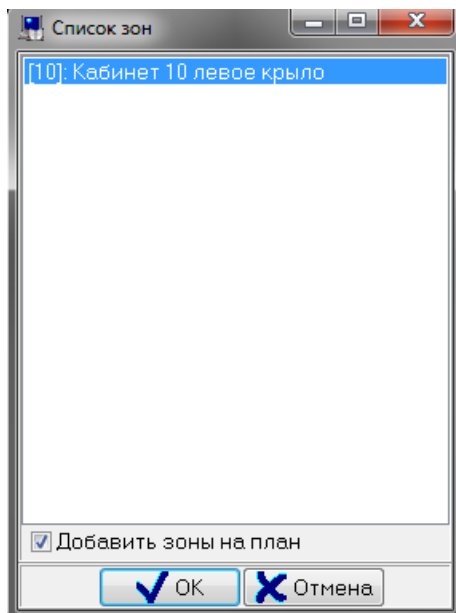 Список зон
[10]: Кабинет 10 левое крыло
Добавить зоны на план
OK
Отмена